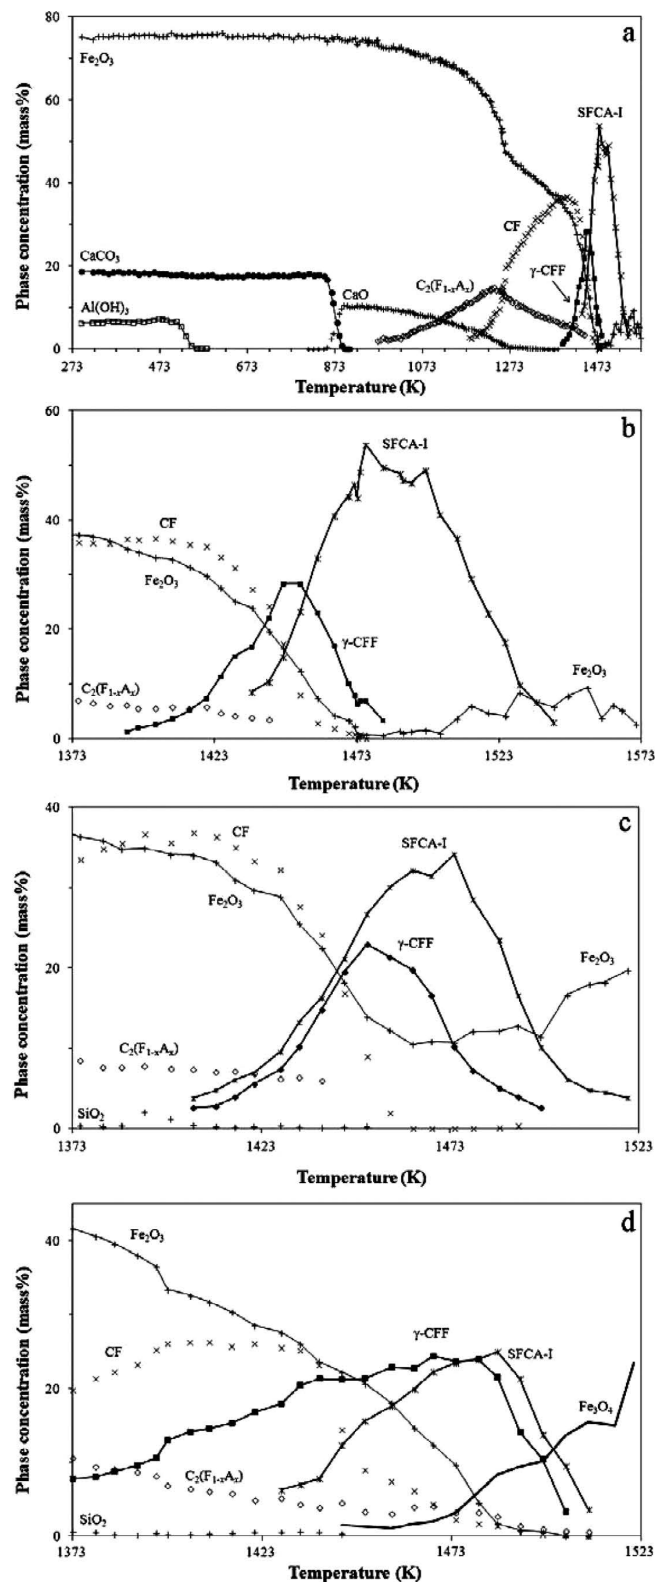 a
80
60
40
20
0
Phase concentration (mass%)
Fe₂O₃
SFCA-I
CF
γ-CFF
CaCO₃
CaO
C₂(F₁₋ₓAₓ)
Al(OH)₃
273 473 673 873 1073 1273 1473
Temperature (K)
b
60
40
20
0
Phase concentration (mass%)
SFCA-I
CF
Fe₂O₃
γ-CFF
C₂(F₁₋ₓAₓ)
Fe₂O₃
1373 1423 1473 1523 1573
Temperature (K)
c
40
20
0
Phase concentration (mass%)
CF
SFCA-I
Fe₂O₃
γ-CFF
Fe₂O₃
C₂(F₁₋ₓAₓ)
SiO₂
1373 1423 1473 1523
Temperature (K)
d
60
40
20
0
Phase concentration (mass%)
Fe₂O₃
γ-CFF
CF
SFCA-I
Fe₃O₄
C₂(F₁₋ₓAₓ)
SiO₂
1373 1423 1473 1523
Temperature (K)